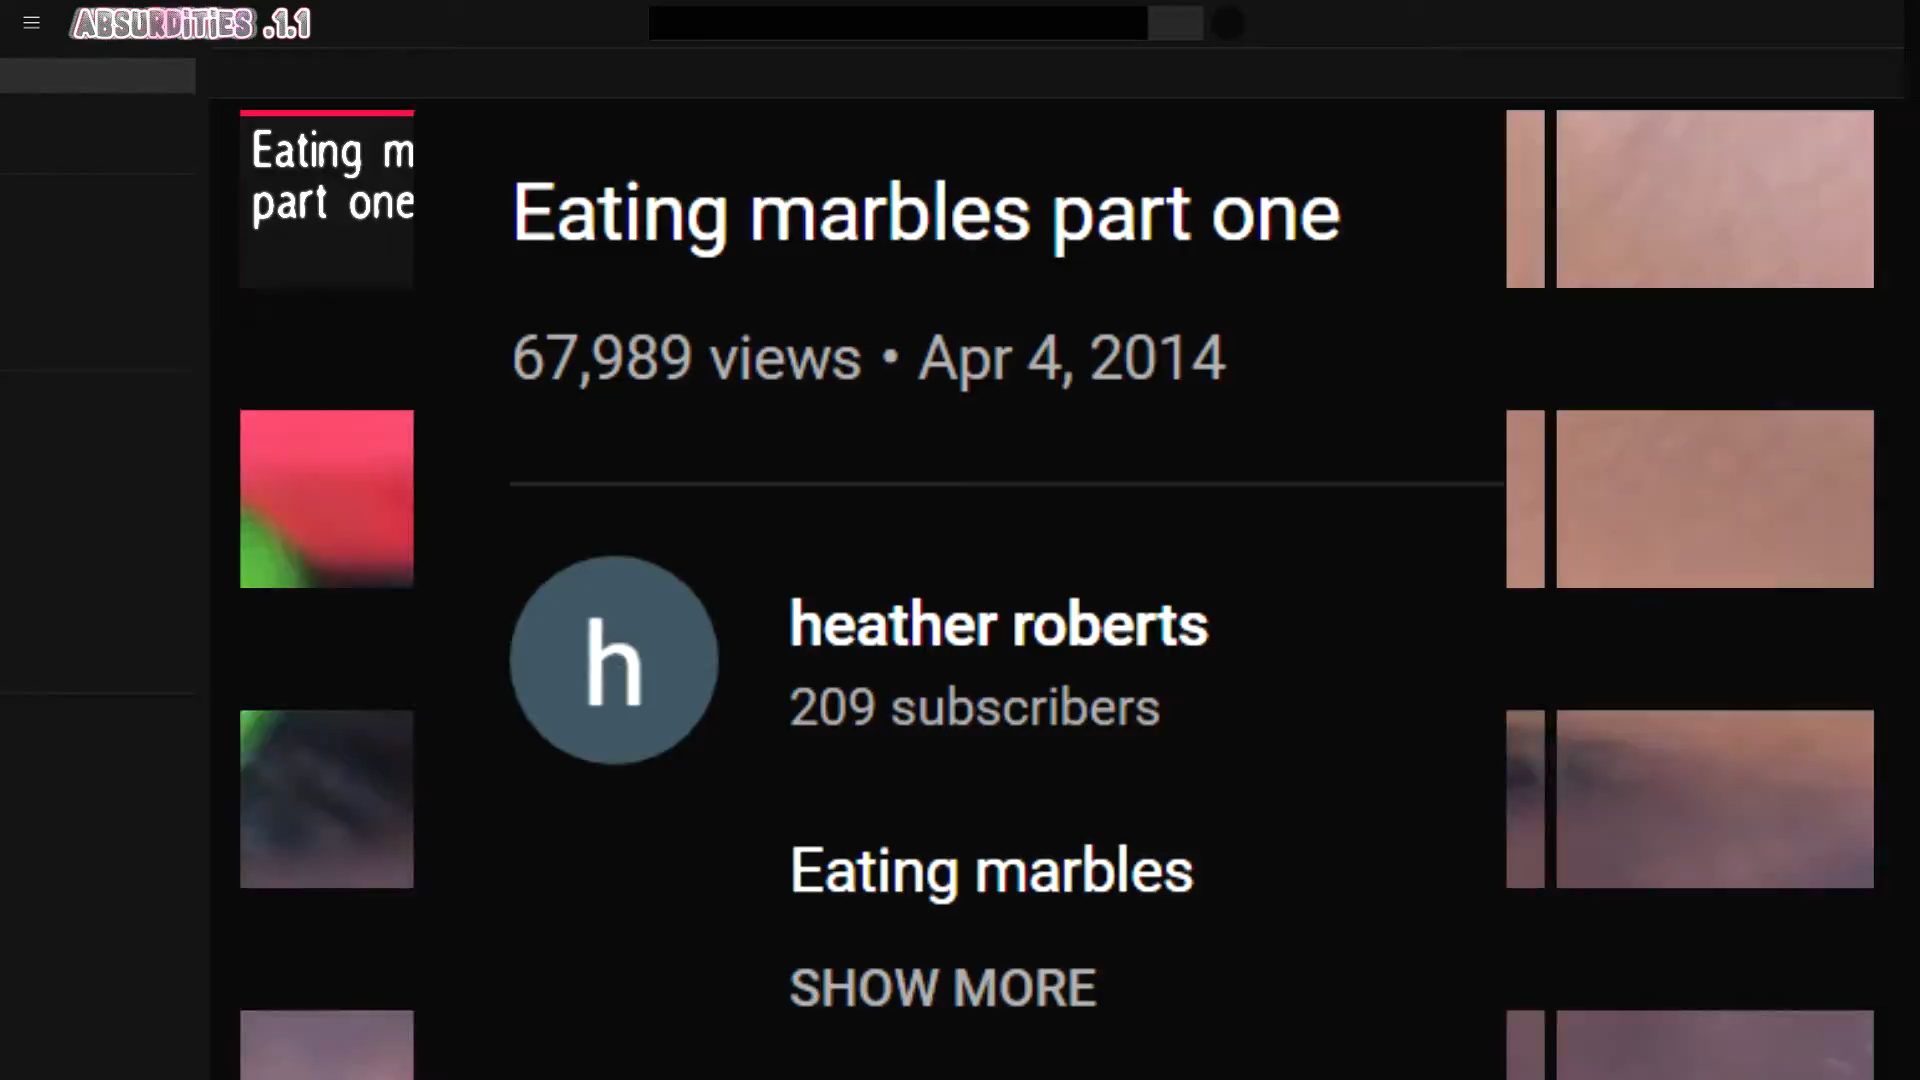 ABSURDITIES .1.1
Eating m
part one
Eating marbles part one
67,989 views • Apr 4, 2014
h
heather roberts
209 subscribers
Eating marbles
SHOW MORE